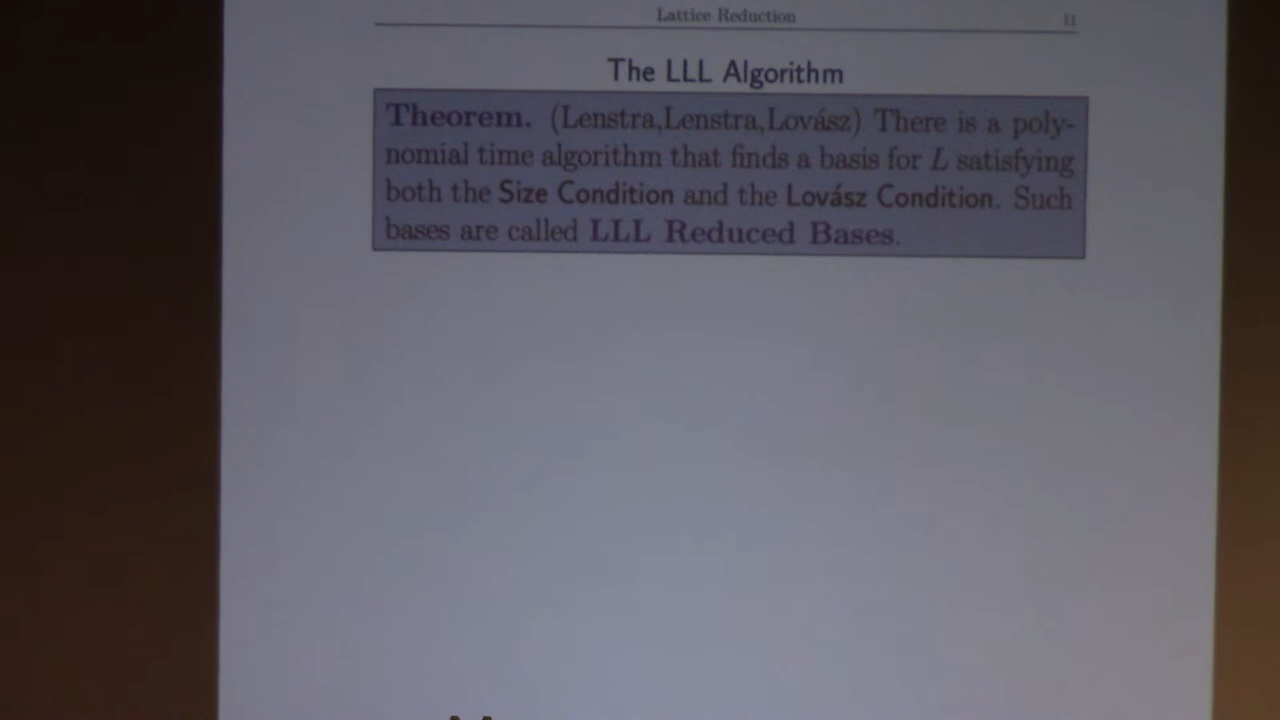 Lattice Reduction 11
The LLL Algorithm
Theorem. (Lenstra,Lenstra,Lovász) There is a poly-
nomial time algorithm that finds a basis for L satisfying
both the Size Condition and the Lovász Condition. Such
bases are called LLL Reduced Bases.